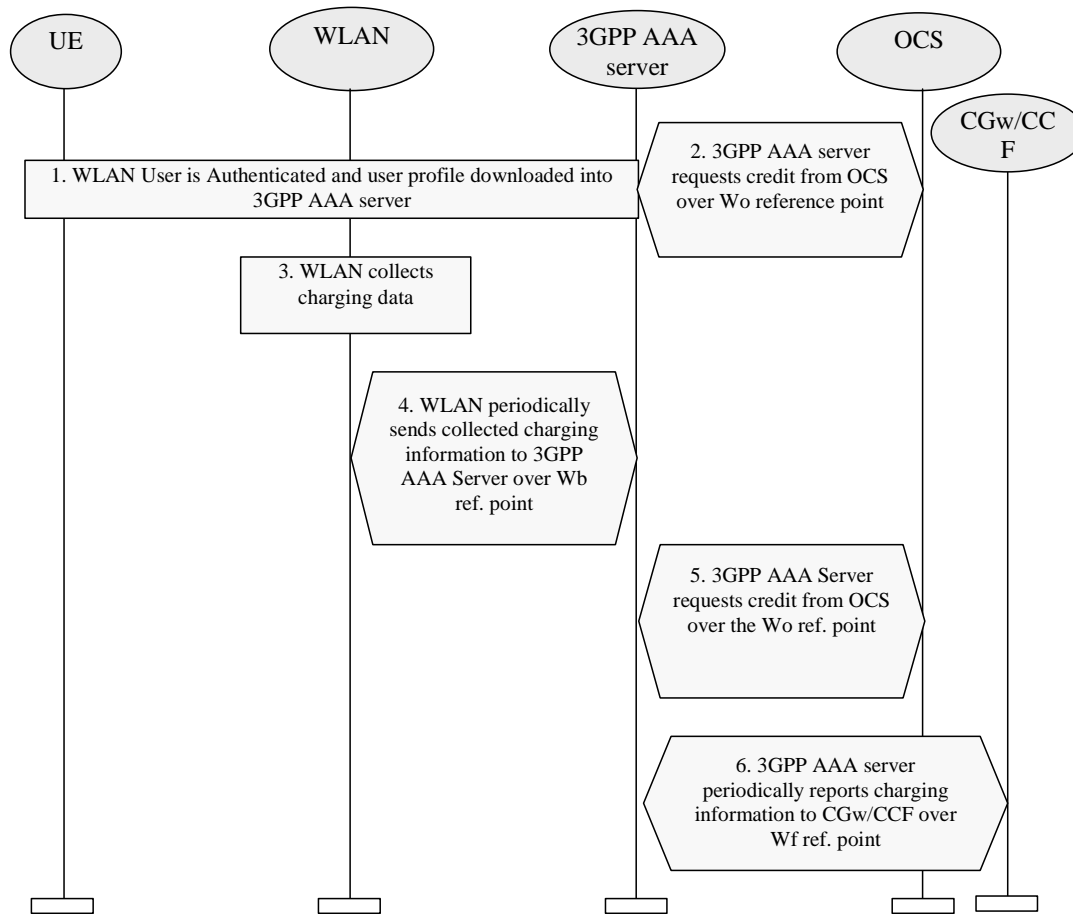 UE
WLAN
3GPP AAA
server
OCS
CGw/CC
F
1. WLAN User is Authenticated and user profile downloaded into
3GPP AAA server
2. 3GPP AAA server
requests credit from OCS
over Wo reference point
3. WLAN collects
charging data
4. WLAN periodically
sends collected charging
information to 3GPP
AAA Server over Wb
ref. point
5. 3GPP AAA Server
requests credit from OCS
over the Wo ref. point
6. 3GPP AAA server
periodically reports charging
information to CGw/CCF over
Wf ref. point